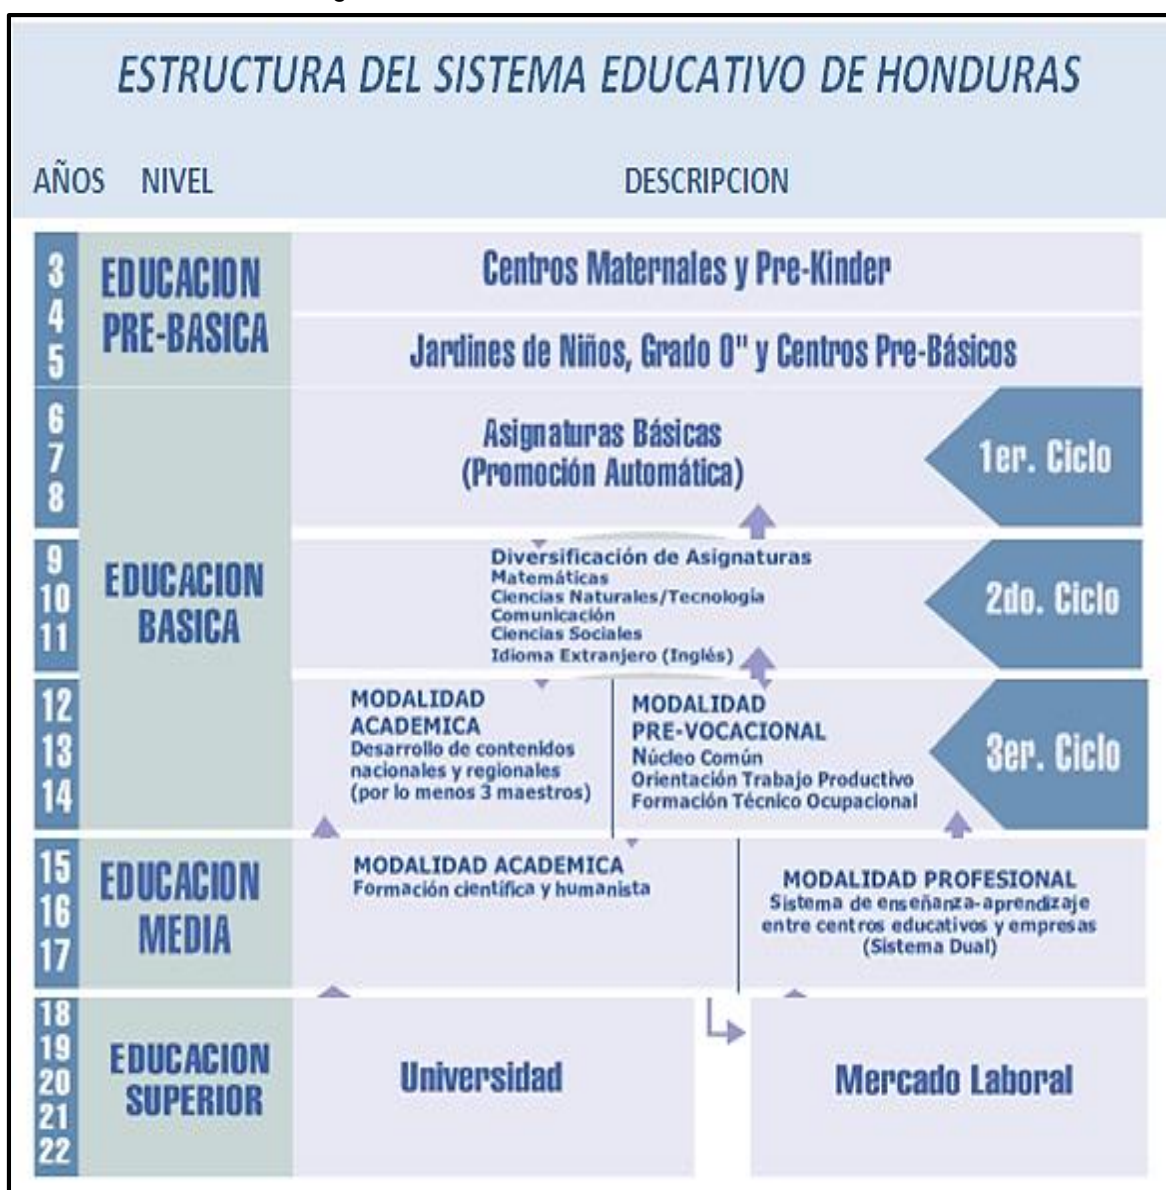 ESTRUCTURA DEL SISTEMA EDUCATIVO DE HONDURAS
AÑOS NIVEL DESCRIPCION
3
4
5
EDUCACION
PRE-BASICA
Centros Maternales y Pre-Kinder
Jardines de Niños, Grado 0" y Centros Pre-Básicos
6
7
8
9
10
11
12
13
14
EDUCACION
BASICA
Asignaturas Básicas
(Promoción Automática)
1er. Ciclo
Diversificación de Asignaturas
Matemáticas
Ciencias Naturales/Tecnología
Comunicación
Ciencias Sociales
Idioma Extranjero (Inglés)
2do. Ciclo
MODALIDAD
ACADEMICA
Desarrollo de contenidos
nacionales y regionales
(por lo menos 3 maestros)
MODALIDAD
PRE-VOCACIONAL
Núcleo Común
Orientación Trabajo Productivo
Formación Técnico Ocupacional
3er. Ciclo
15
16
17
EDUCACION
MEDIA
MODALIDAD ACADEMICA
Formación científica y humanista
MODALIDAD PROFESIONAL
Sistema de enseñanza-aprendizaje
entre centros educativos y empresas
(Sistema Dual)
18
19
20
21
22
EDUCACION
SUPERIOR
Universidad
Mercado Laboral